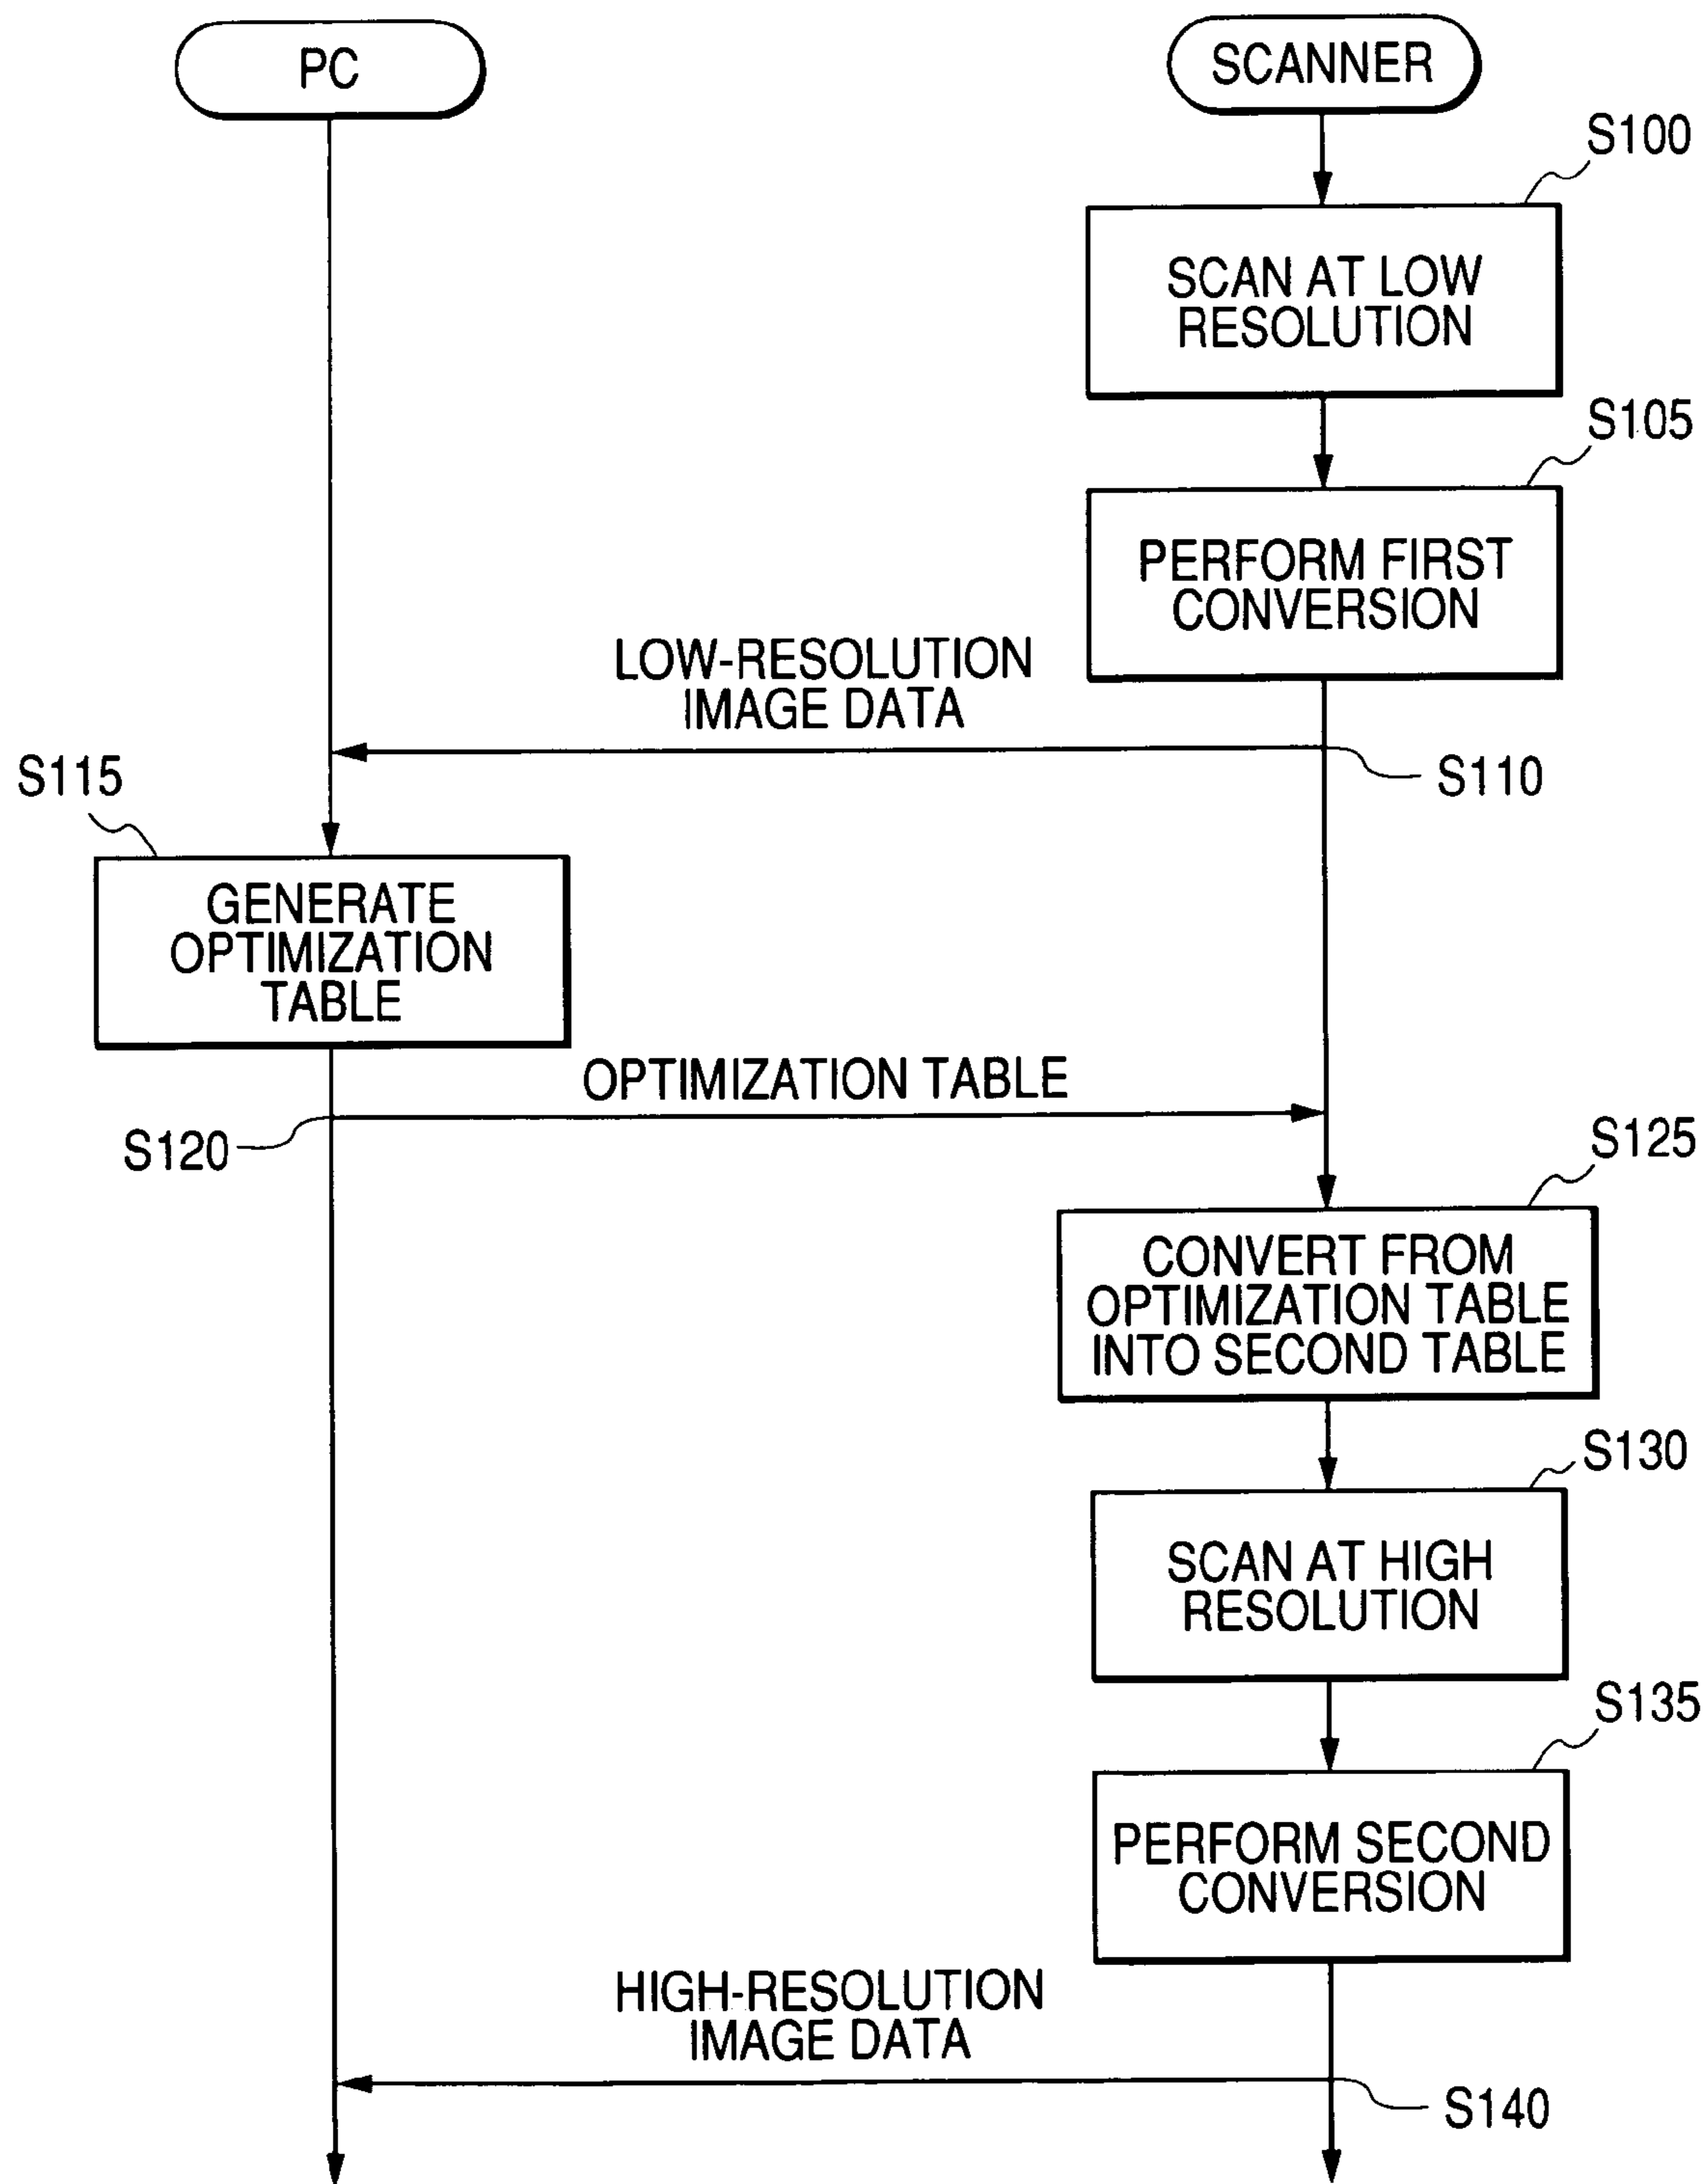 PC
SCANNER
S100
SCAN AT LOW
RESOLUTION
S105
PERFORM FIRST
CONVERSION
LOW-RESOLUTION
IMAGE DATA
S110
S115
GENERATE
OPTIMIZATION
TABLE
OPTIMIZATION TABLE
S120
S125
CONVERT FROM
OPTIMIZATION TABLE
INTO SECOND TABLE
S130
SCAN AT HIGH
RESOLUTION
S135
PERFORM SECOND
CONVERSION
HIGH-RESOLUTION
IMAGE DATA
S140